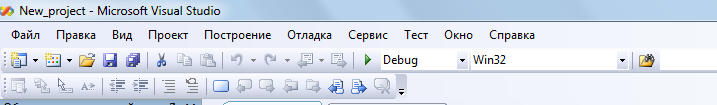 New_project - Microsoft Visual Studio
Файл Правка Вид Проект Построение Отладка Сервис Тест Окно Справка
Debug Win32